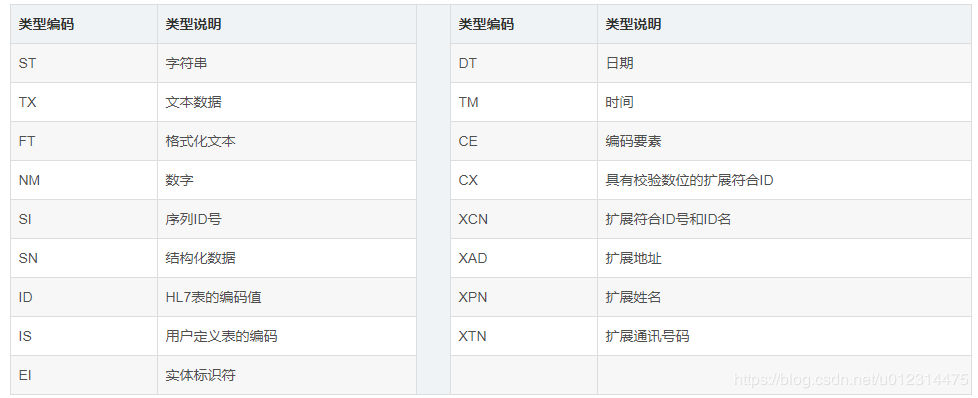 类型编码 类型说明 类型编码 类型说明
ST 字符串 DT 日期
TX 文本数据 TM 时间
FT 格式化文本 CE 编码要素
NM 数字 CX 具有校验数位的扩展符合ID
SI 序列ID号 XCN 扩展符合ID号和ID名
SN 结构化数据 XAD 扩展地址
ID HL7表的编码值 XPN 扩展姓名
IS 用户定义表的编码 XTN 扩展通讯号码
EI 实体标识符
https://blog.csdn.net/u012314475